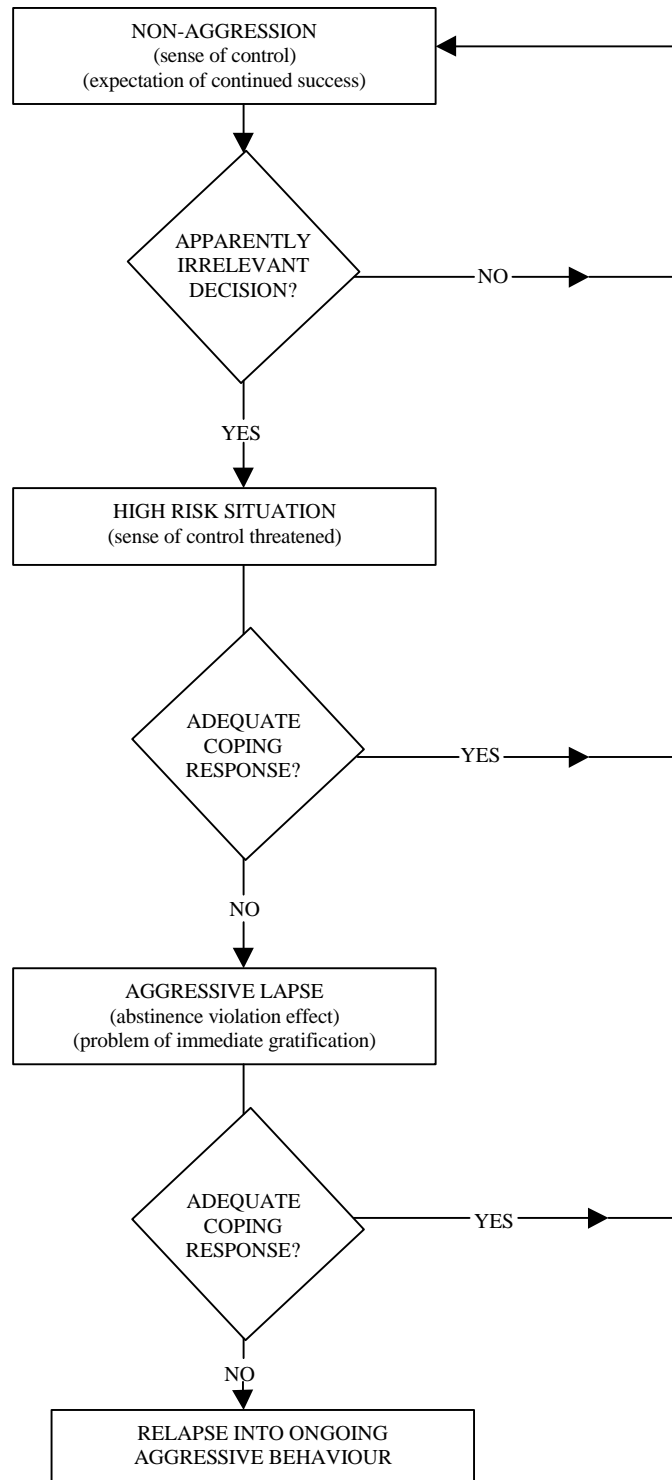 NON-AGGRESSION
(sense of control)
(expectation of continued success)
APPARENTLY
IRRELEVANT
DECISION?
NO
YES
HIGH RISK SITUATION
(sense of control threatened)
ADEQUATE
COPING
RESPONSE?
YES
NO
AGGRESSIVE LAPSE
(abstinence violation effect)
(problem of immediate gratification)
ADEQUATE
COPING
RESPONSE?
YES
NO
RELAPSE INTO ONGOING
AGGRESSIVE BEHAVIOUR